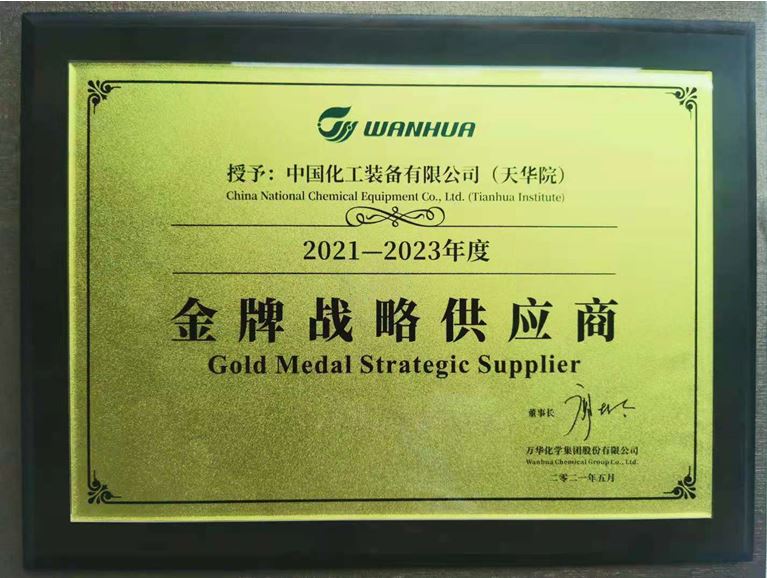 WANHUA
授予：中国化工装备有限公司（天华院）
China National Chemical Equipment Co., Ltd. (Tianhua Institute)
2021—2023年度
金牌战略供应商
Gold Medal Strategic Supplier
董事长
万华化学集团股份有限公司
Wanhua Chemical Group Co., Ltd.
二零二一年五月